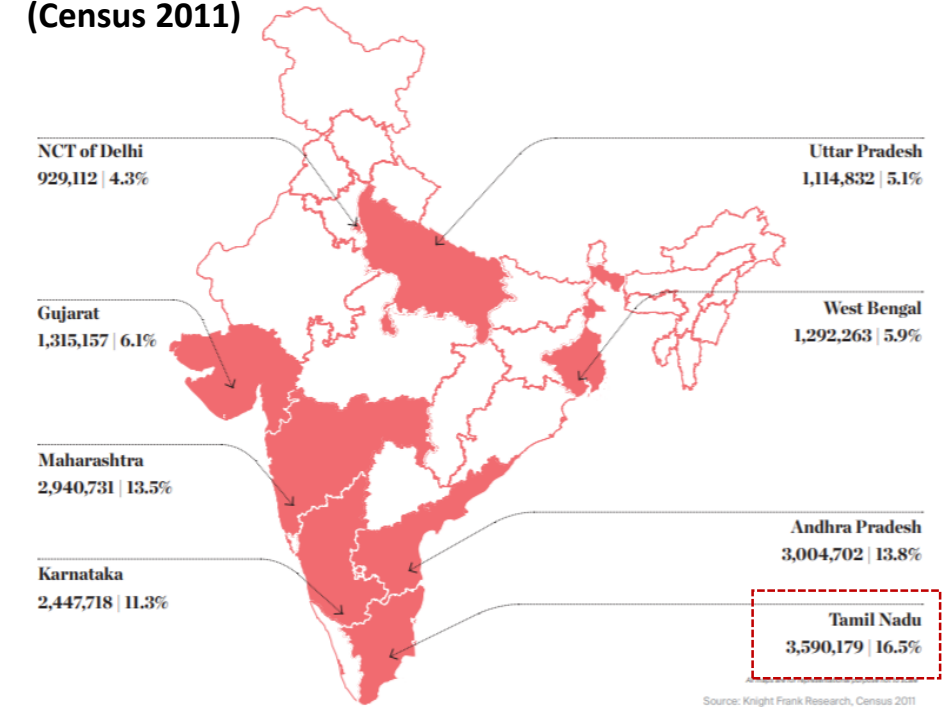 (Census 2011)
NCT of Delhi
929,112 | 4.3%
Uttar Pradesh
1,114,832 | 5.1%
Gujarat
1,315,157 | 6.1%
West Bengal
1,292,263 | 5.9%
Maharashtra
2,940,731 | 13.5%
Andhra Pradesh
3,004,702 | 13.8%
Karnataka
2,447,718 | 11.3%
Tamil Nadu
3,590,179 | 16.5%
Source: Knight Frank Research, Census 2011